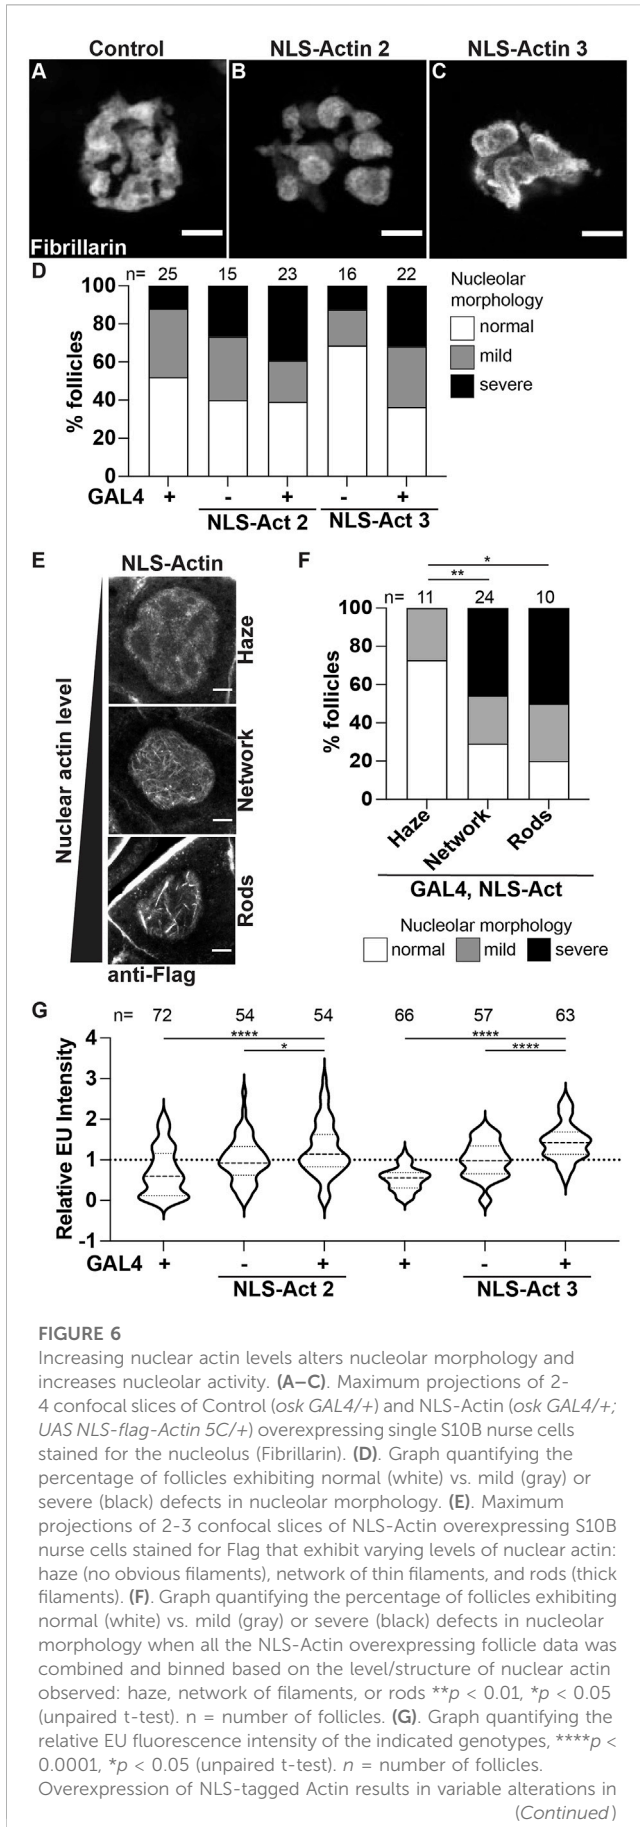 Control NLS-Actin 2 NLS-Actin 3
A B C
Fibrillarin
D n= 25 15 23 16 22
100
80
60
40
20
0
% follicles
Nucleolar
morphology
normal
mild
severe
GAL4 + - + - +
NLS-Act 2 NLS-Act 3
E NLS-Actin
Nuclear actin level
Haze
Network
Rods
anti-Flag
F
*
**
n= 11 24 10
100
80
60
40
20
0
% follicles
Haze Network Rods
GAL4, NLS-Act
Nucleolar morphology
normal mild severe
G n= 72 54 54 66 57 63
**** ****
* ****
4
3
2
1
0
-1
Relative EU Intensity
GAL4 + - + + - +
NLS-Act 2 NLS-Act 3
FIGURE 6
Increasing nuclear actin levels alters nucleolar morphology and
increases nucleolar activity. (A–C). Maximum projections of 2-
4 confocal slices of Control (osk GAL4/+) and NLS-Actin (osk GAL4/+;
UAS NLS-flag-Actin 5C/+) overexpressing single S10B nurse cells
stained for the nucleolus (Fibrillarin). (D). Graph quantifying the
percentage of follicles exhibiting normal (white) vs. mild (gray) or
severe (black) defects in nucleolar morphology. (E). Maximum
projections of 2-3 confocal slices of NLS-Actin overexpressing S10B
nurse cells stained for Flag that exhibit varying levels of nuclear actin:
haze (no obvious filaments), network of thin filaments, and rods (thick
filaments). (F). Graph quantifying the percentage of follicles exhibiting
normal (white) vs. mild (gray) or severe (black) defects in nucleolar
morphology when all the NLS-Actin overexpressing follicle data was
combined and binned based on the level/structure of nuclear actin
observed: haze, network of filaments, or rods **p < 0.01, *p < 0.05
(unpaired t-test). n = number of follicles. (G). Graph quantifying the
relative EU fluorescence intensity of the indicated genotypes, ****p <
0.0001, *p < 0.05 (unpaired t-test). n = number of follicles.
Overexpression of NLS-tagged Actin results in variable alterations in
(Continued)